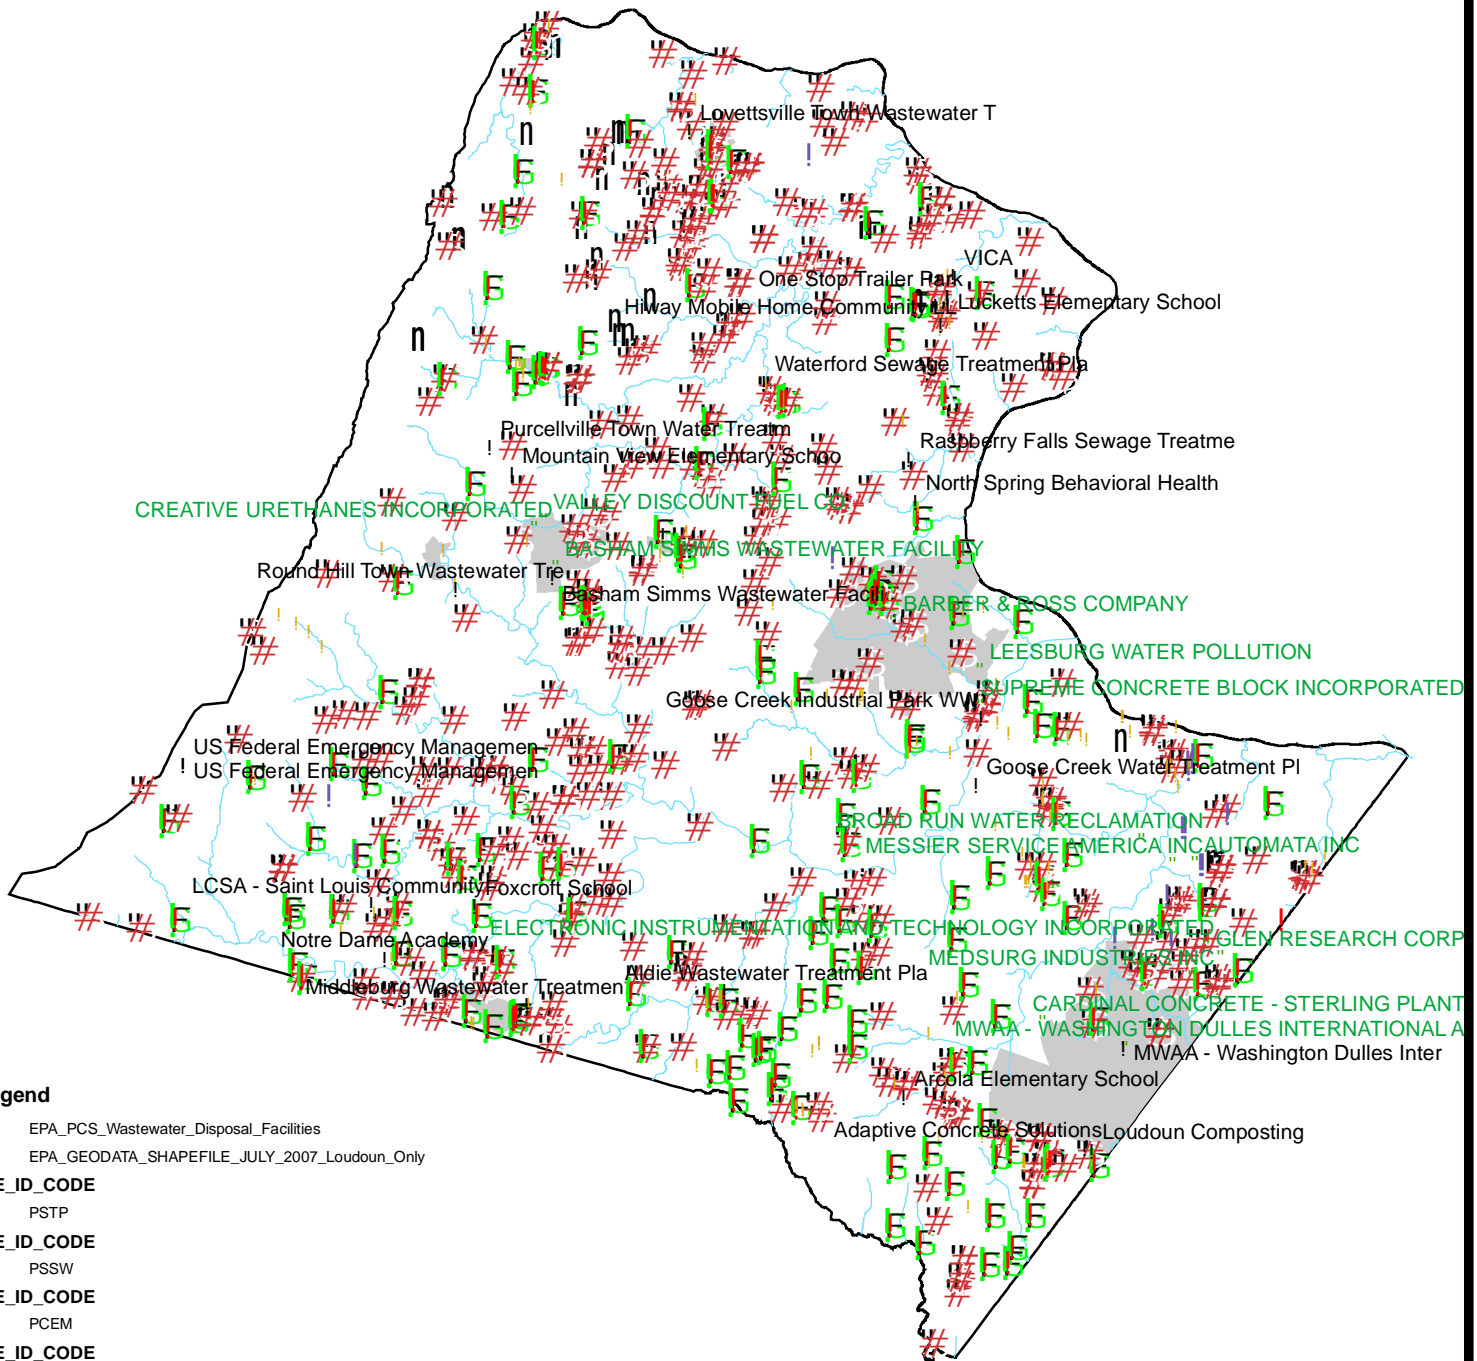 Lovettsville Town Wastewater T
VICA
One Stop Trailer Park
Hiway Mobile Home Community LL
Lucketts Elementary School
Waterford Sewage Treatment Pla
Purcellville Town Water Treatm
Raspberry Falls Sewage Treatme
Mountain View Elementary Schoo
North Spring Behavioral Health
CREATIVE URETHANES INCORPORATED
VALLEY DISCOUNT FUEL CO
BASHAM SIMMS WASTEWATER FACILITY
Round Hill Town Wastewater Tre
Basham Simms Wastewater Facili
BARBER & ROSS COMPANY
LEESBURG WATER POLLUTION
SUPREME CONCRETE BLOCK INCORPORATED
Goose Creek Industrial Park WW
US Federal Emergency Managemen
US Federal Emergency Managemen
Goose Creek Water Treatment Pl
BROAD RUN WATER RECLAMATION
MESSIER SERVICE AMERICA INC
AUTOMATA INC
LCSA - Saint Louis Community
Foxcroft School
ELECTRONIC INSTRUMENTATION AND TECHNOLOGY INCORPORATED
GLEN RESEARCH CORP
Notre Dame Academy
MEDSURG INDUSTRIES INC
Aldie Wastewater Treatment Pla
Middleburg Wastewater Treatment
CARDINAL CONCRETE - STERLING PLANT
MWAA - WASHINGTON DULLES INTERNATIONAL A
MWAA - Washington Dulles Inter
Arcola Elementary School
Adaptive Concrete Solutions
Loudoun Composting
gend
EPA_PCS_Wastewater_Disposal_Facilities
EPA_GEODATA_SHAPEFILE_JULY_2007_Loudoun_Only
E_ID_CODE
PSTP
E_ID_CODE
PSSW
E_ID_CODE
PCEM
E_ID_CODE